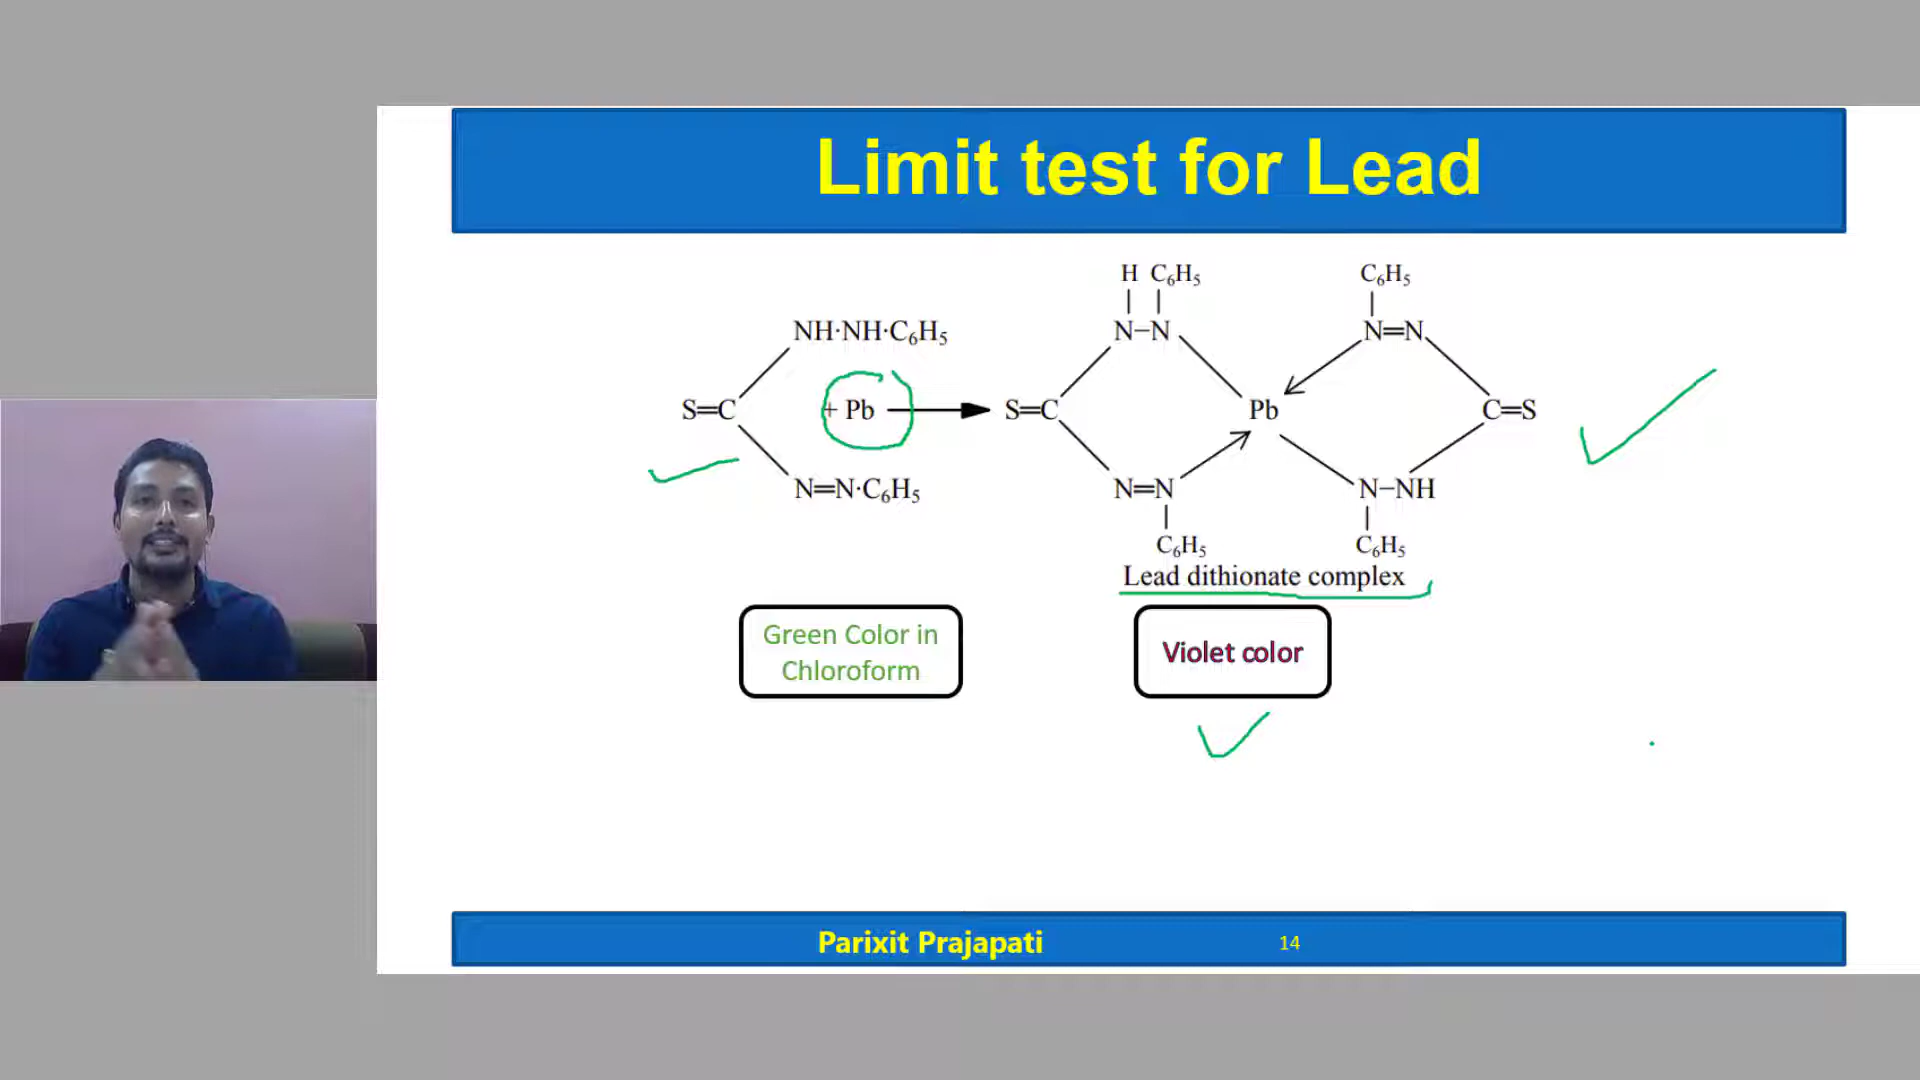 Limit test for Lead
H C₆H₅
C₆H₅
NH·NH·C₆H₅
N–N
N=N
S=C
+ Pb
S=C
Pb
C=S
N=N·C₆H₅
N=N
N–NH
C₆H₅
C₆H₅
Lead dithionate complex
Green Color in
Chloroform
Violet color
Parixit Prajapati
14